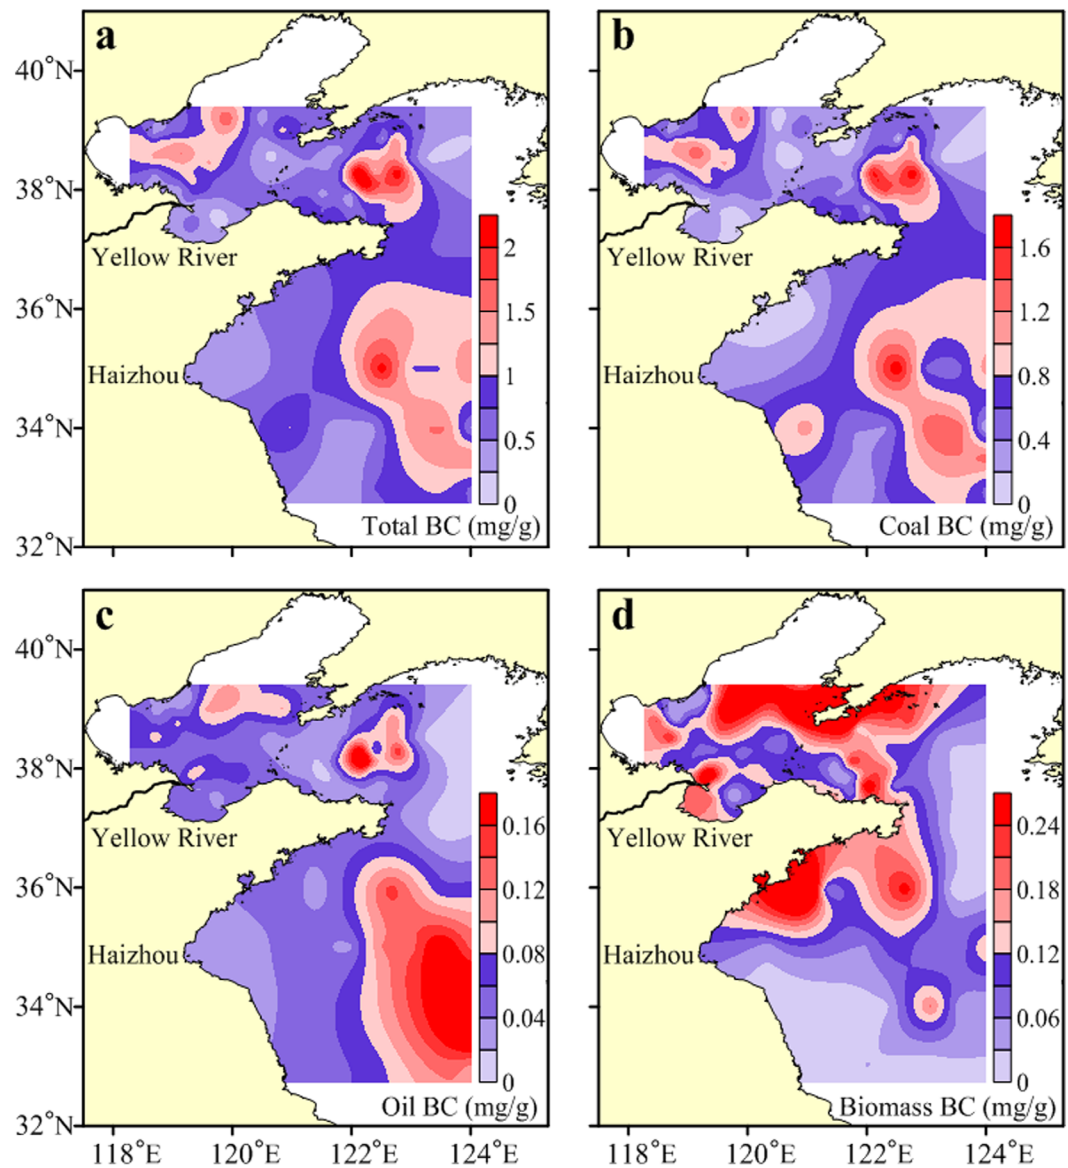 a
b
40°N
38°N
36°N
34°N
32°N
Yellow River
Haizhou
2
1.5
1
0.5
0
Total BC (mg/g)
Yellow River
Haizhou
1.6
1.2
0.8
0.4
0
Coal BC (mg/g)
c
d
40°N
38°N
36°N
34°N
32°N
Yellow River
Haizhou
0.16
0.12
0.08
0.04
0
Oil BC (mg/g)
Yellow River
Haizhou
0.24
0.18
0.12
0.06
0
Biomass BC (mg/g)
118°E 120°E 122°E 124°E
118°E 120°E 122°E 124°E